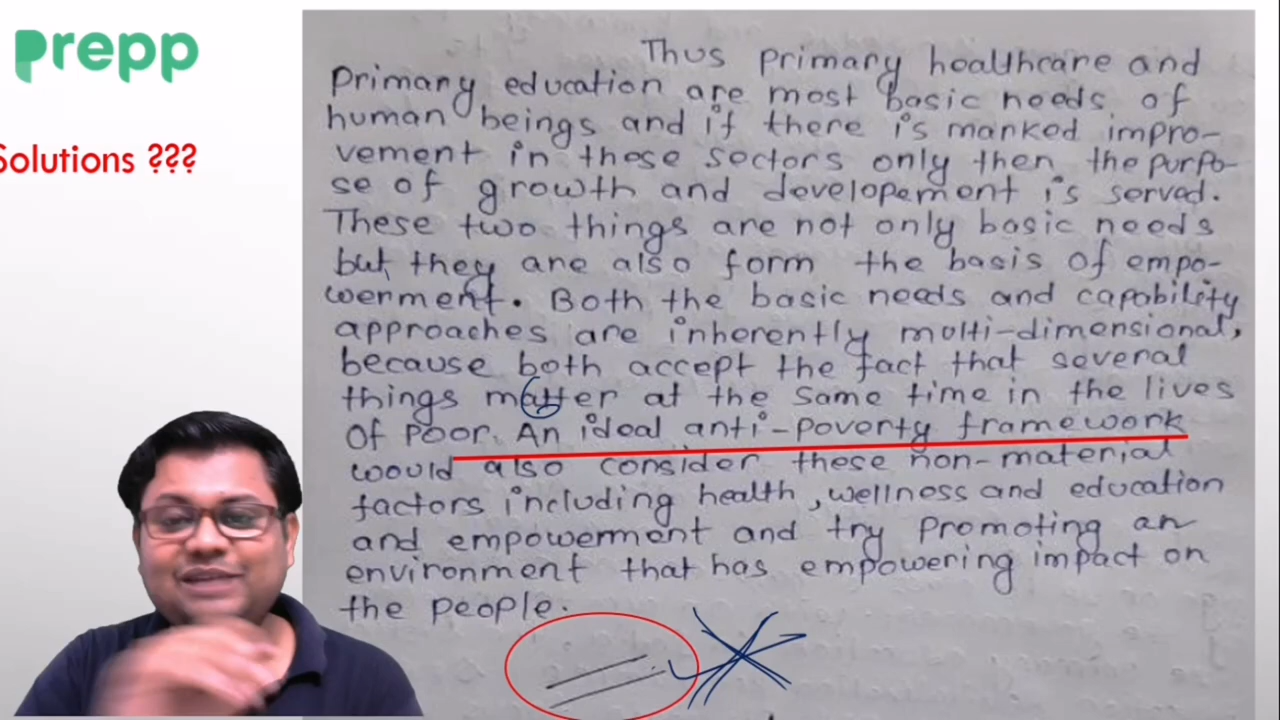 Prepp
Solutions ???
Thus primary healthcare and
Primary education are most basic needs of
human beings and if there is marked impro-
vement in these sectors only then the purpo-
se of growth and developement is served.
These two things are not only basic needs
but they are also form the basis of empo-
werment. Both the basic needs and capability
approaches are inherently multi-dimensional,
because both accept the fact that several
things matter at the same time in the lives
of poor. An ideal anti-poverty framework
would also consider these non-material
factors including health, wellness and education
and empowerment and try promoting an
environment that has empowering impact on
the people.